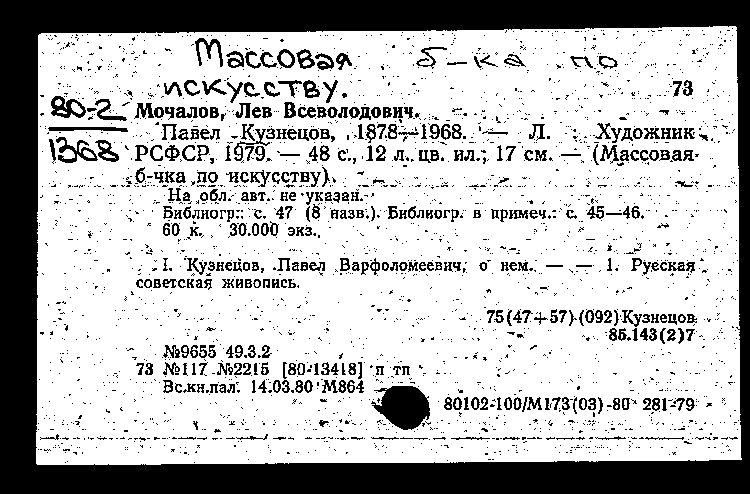 Массовая б-ка по
искусству. 73
80-2 Мочалов, Лев Всеволодович.
1368 Павел Кузнецов, 1878—1968. — Л. : Художник
РСФСР, 1979. — 48 с., 12 л. цв. ил.; 17 см. — (Массовая
б-чка по искусству).
На обл. авт. не указан.
Библиогр.: с. 47 (8 назв.). Библиогр. в примеч.: с. 45—46.
60 к. 30.000 экз.
I. Кузнецов, Павел Варфоломеевич, о нем. — — 1. Русская
советская живопись.
75(47+57)(092)Кузнецов
85.143(2)7
№9655 49.3.2
73 №117 №2215 [80-13418] п тп
Вс.кн.пал. 14.03.80 М864
80102-100/М173(03)-80 281-79